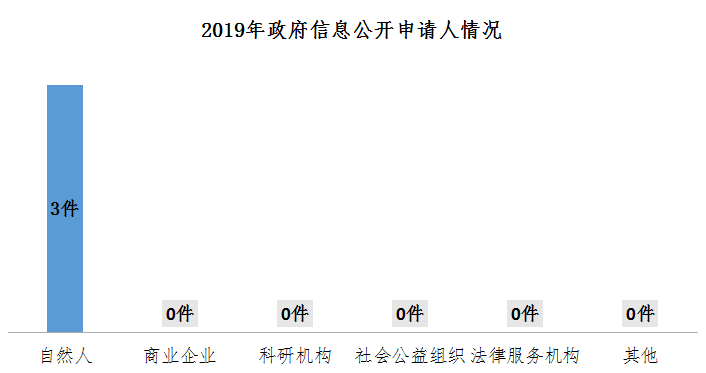 2019年政府信息公开申请人情况
3件
0件 0件 0件 0件 0件
自然人 商业企业 科研机构 社会公益组织 法律服务机构 其他